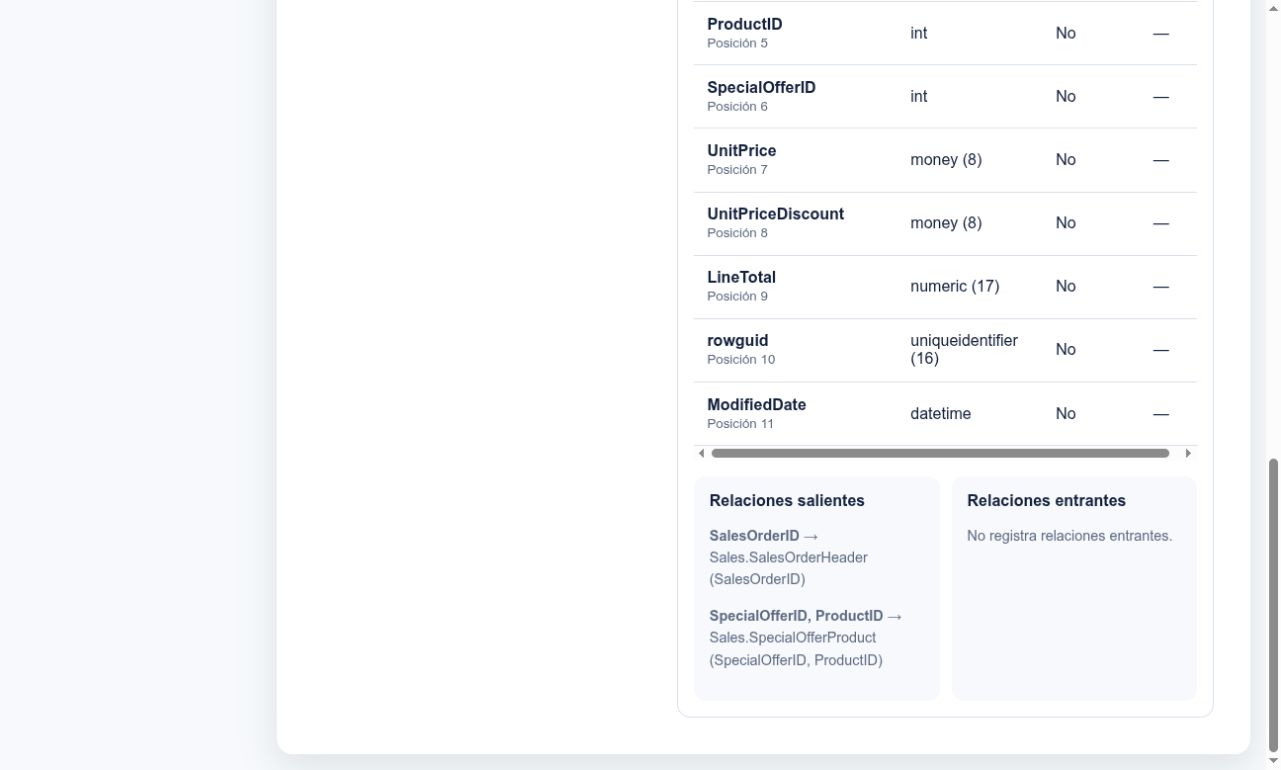 ProductID
Posición 5
int
No
—
SpecialOfferID
Posición 6
int
No
—
UnitPrice
Posición 7
money (8)
No
—
UnitPriceDiscount
Posición 8
money (8)
No
—
LineTotal
Posición 9
numeric (17)
No
—
rowguid
Posición 10
uniqueidentifier
(16)
No
—
ModifiedDate
Posición 11
datetime
No
—
Relaciones salientes
SalesOrderID →
Sales.SalesOrderHeader
(SalesOrderID)
SpecialOfferID, ProductID →
Sales.SpecialOfferProduct
(SpecialOfferID, ProductID)
Relaciones entrantes
No registra relaciones entrantes.